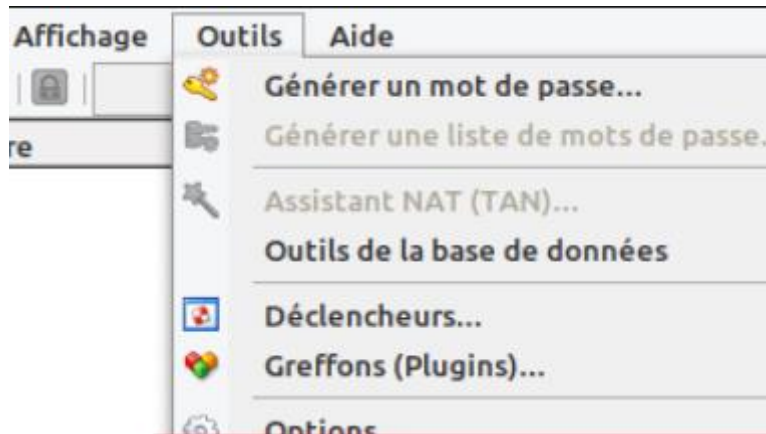 Affichage Outils Aide
Générer un mot de passe...
re
Générer une liste de mots de passe.
Assistant NAT (TAN)...
Outils de la base de données
Déclencheurs...
Greffons (Plugins)...
Options